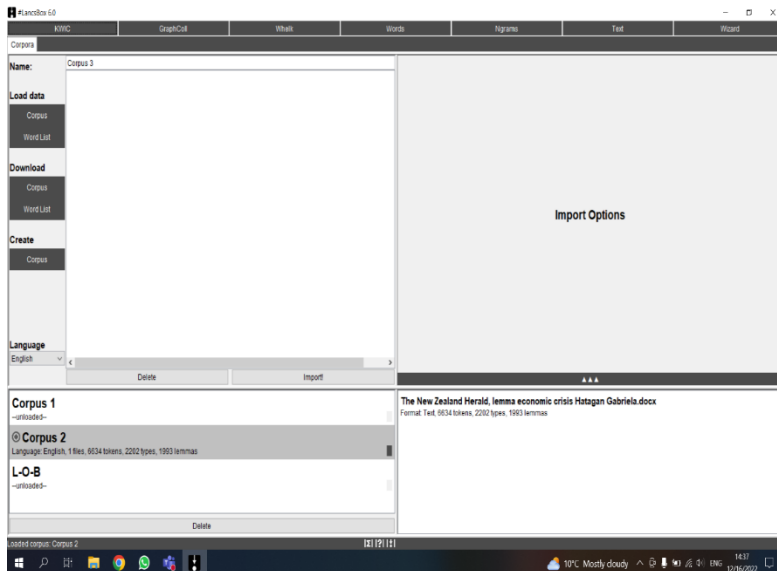 #LancsBox 6.0
KWIC GraphColl Whelk Words Ngrams Text Wizard
Corpora
Name: Corpus 3
Load data
Corpus
Word List
Download
Corpus
Word List
Import Options
Create
Corpus
Language
English
Delete Import!
Corpus 1
--unloaded--
Corpus 2
Language: English, 1 files, 6634 tokens, 2202 types, 1993 lemmas
L-O-B
--unloaded--
Delete
The New Zealand Herald, lemma economic crisis Hatagan Gabriela.docx
Format: Text, 6634 tokens, 2202 types, 1993 lemmas
Loaded corpus: Corpus 2
10°C Mostly cloudy ENG 14:37
12/16/2022